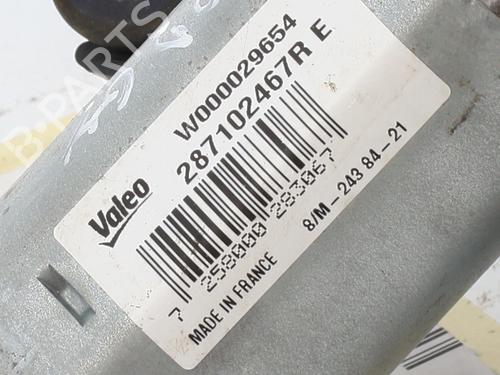 W000029654
287102467R E
Valeo
7 258000 283067
8/M - 243 84 - 21
MADE IN FRANCE
B-PARTS